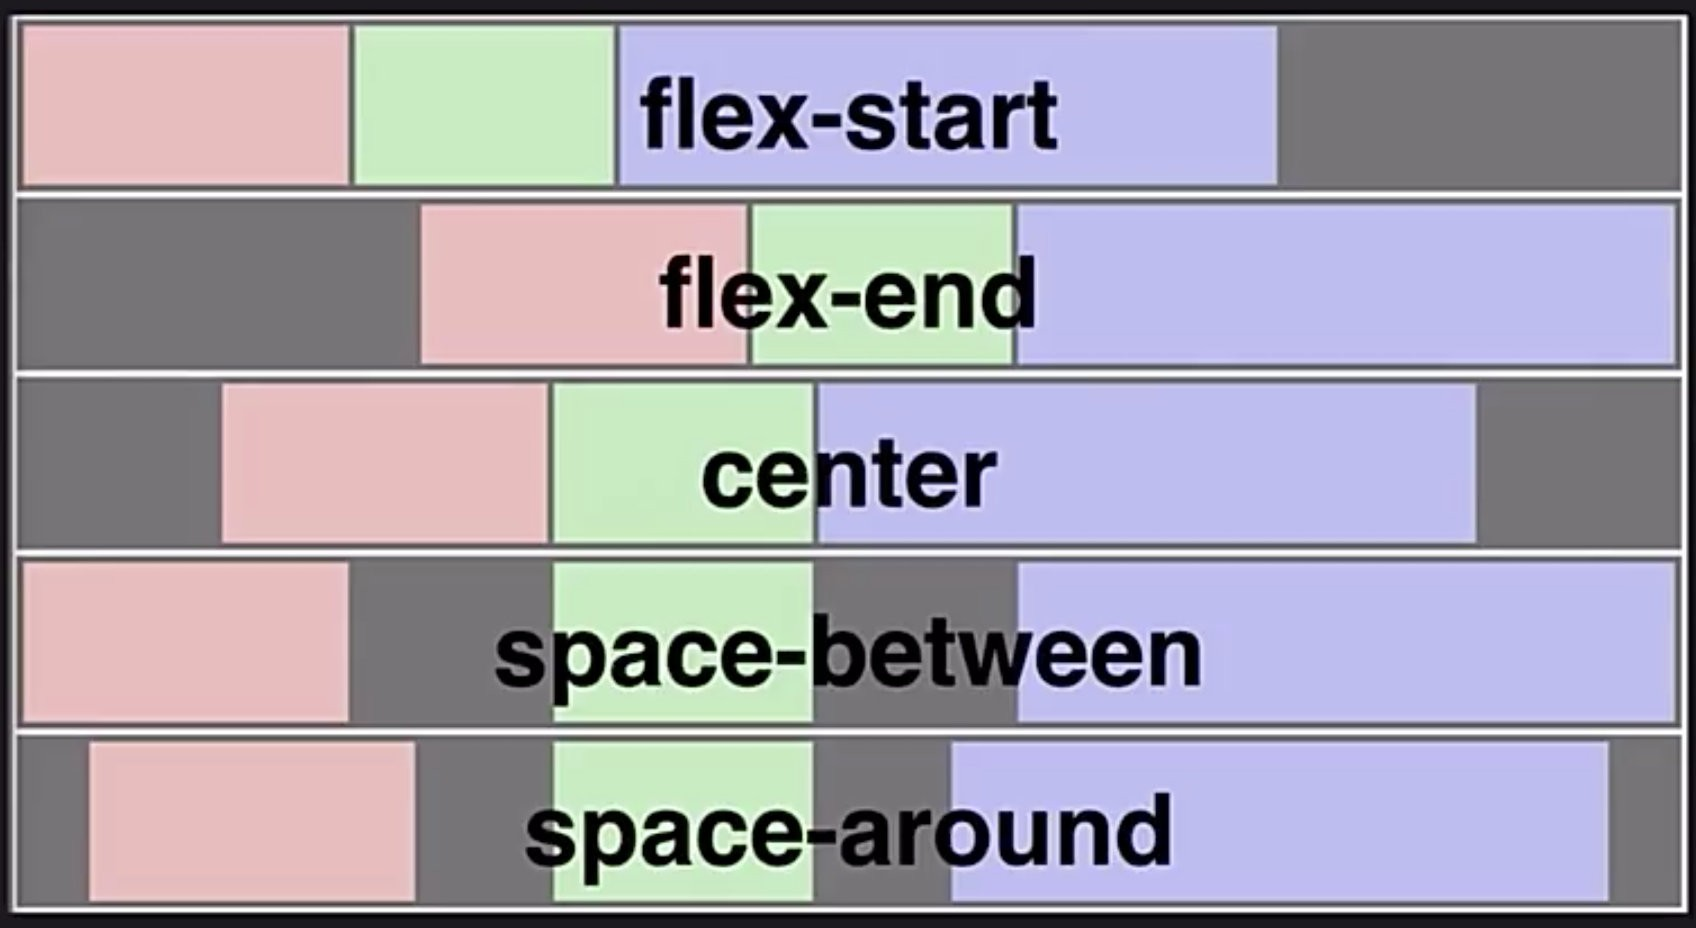 flex-start
flex-end
center
space-between
space-around